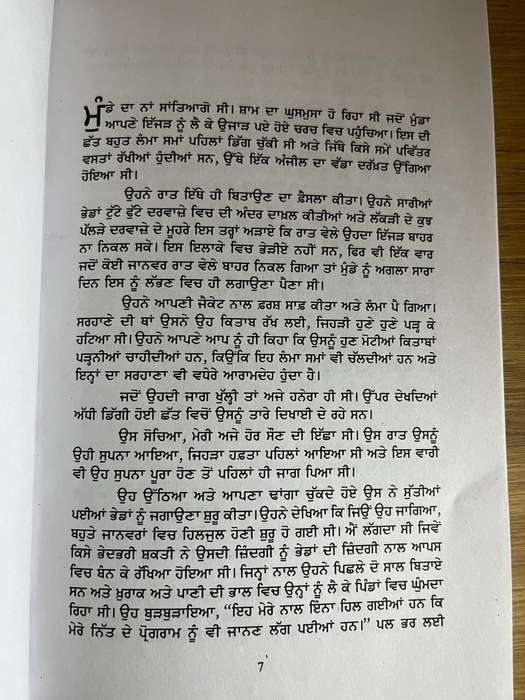 ਮੁੰਡੇ ਦਾ ਨਾਂ ਸਾਂਤਿਆਗੋ ਸੀ। ਸ਼ਾਮ ਦਾ ਘੁਸਮੁਸਾ ਹੋ ਰਿਹਾ ਸੀ ਜਦੋਂ ਮੁੰਡਾ
ਆਪਣੇ ਇੱਜੜ ਨੂੰ ਲੈ ਕੇ ਉਜਾੜ ਪਏ ਹੋਏ ਚਰਚ ਵਿਚ ਪਹੁੰਚਿਆ। ਇਸ ਦੀ
ਛੱਤ ਬਹੁਤ ਲੰਮਾ ਸਮਾਂ ਪਹਿਲਾਂ ਡਿੱਗ ਚੁੱਕੀ ਸੀ ਅਤੇ ਜਿੱਥੇ ਕਿਸੇ ਸਮੇਂ ਪਵਿੱਤਰ
ਵਸਤਾਂ ਰੱਖੀਆਂ ਹੁੰਦੀਆਂ ਸਨ, ਉੱਥੇ ਇੱਕ ਅੰਜੀਲ ਦਾ ਵੱਡਾ ਦਰਖ਼ਤ ਉੱਗਿਆ
ਹੋਇਆ ਸੀ।
ਉਹਨੇ ਰਾਤ ਇੱਥੇ ਹੀ ਬਿਤਾਉਣ ਦਾ ਫ਼ੈਸਲਾ ਕੀਤਾ। ਉਹਨੇ ਸਾਰੀਆਂ
ਭੇਡਾਂ ਟੁੱਟੇ ਫੁੱਟੇ ਦਰਵਾਜ਼ੇ ਵਿਚ ਦੀ ਅੰਦਰ ਦਾਖ਼ਲ ਕੀਤੀਆਂ ਅਤੇ ਲੱਕੜੀ ਦੇ ਕੁਝ
ਪੱਲੜੇ ਦਰਵਾਜ਼ੇ ਦੇ ਮੂਹਰੇ ਇਸ ਤਰ੍ਹਾਂ ਅੜਾਏ ਕਿ ਰਾਤ ਵੇਲੇ ਉਹਦਾ ਇੱਜੜ ਬਾਹਰ
ਨਾ ਨਿਕਲ ਸਕੇ। ਇਸ ਇਲਾਕੇ ਵਿਚ ਭੇੜੀਏ ਨਹੀਂ ਸਨ, ਫਿਰ ਵੀ ਇੱਕ ਵਾਰ
ਜਦੋਂ ਕੋਈ ਜਾਨਵਰ ਰਾਤ ਵੇਲੇ ਬਾਹਰ ਨਿਕਲ ਗਿਆ ਤਾਂ ਮੁੰਡੇ ਨੂੰ ਅਗਲਾ ਸਾਰਾ
ਦਿਨ ਇਸ ਨੂੰ ਲੱਭਣ ਵਿਚ ਹੀ ਲਗਾਉਣਾ ਪੈਣਾ ਸੀ।
ਉਹਨੇ ਆਪਣੀ ਜੈਕੇਟ ਨਾਲ ਫ਼ਰਸ਼ ਸਾਫ਼ ਕੀਤਾ ਅਤੇ ਲੰਮਾ ਪੈ ਗਿਆ।
ਸਰਹਾਣੇ ਦੀ ਥਾਂ ਉਸਨੇ ਉਹ ਕਿਤਾਬ ਰੱਖ ਲਈ, ਜਿਹੜੀ ਹੁਣੇ ਹੁਣੇ ਪੜ੍ਹ ਕੇ
ਹਟਿਆ ਸੀ। ਉਹਨੇ ਆਪਣੇ ਆਪ ਨੂੰ ਹੀ ਕਿਹਾ ਕਿ ਉਸਨੂੰ ਹੁਣ ਮੋਟੀਆਂ ਕਿਤਾਬਾਂ
ਪੜ੍ਹਨੀਆਂ ਚਾਹੀਦੀਆਂ ਹਨ, ਕਿਉਂਕਿ ਇਹ ਲੰਮਾ ਸਮਾਂ ਵੀ ਚੱਲਦੀਆਂ ਹਨ ਅਤੇ
ਇਨ੍ਹਾਂ ਦਾ ਸਰਹਾਣਾ ਵੀ ਵਧੇਰੇ ਆਰਾਮਦੇਹ ਹੁੰਦਾ ਹੈ।
ਜਦੋਂ ਉਹਦੀ ਜਾਗ ਖੁੱਲ੍ਹੀ ਤਾਂ ਅਜੇ ਹਨੇਰਾ ਹੀ ਸੀ। ਉੱਪਰ ਦੇਖਦਿਆਂ
ਅੱਧੀ ਡਿੱਗੀ ਹੋਈ ਛੱਤ ਵਿਚੋਂ ਉਸਨੂੰ ਤਾਰੇ ਦਿਖਾਈ ਦੇ ਰਹੇ ਸਨ।
ਉਸ ਸੋਚਿਆ, ਮੇਰੀ ਅਜੇ ਹੋਰ ਸੌਣ ਦੀ ਇੱਛਾ ਸੀ। ਉਸ ਰਾਤ ਉਸਨੂੰ
ਉਹੀ ਸੁਪਨਾ ਆਇਆ, ਜਿਹੜਾ ਹਫ਼ਤਾ ਪਹਿਲਾਂ ਆਇਆ ਸੀ ਅਤੇ ਇਸ ਵਾਰੀ
ਵੀ ਉਹ ਸੁਪਨਾ ਪੂਰਾ ਹੋਣ ਤੋਂ ਪਹਿਲਾਂ ਹੀ ਜਾਗ ਪਿਆ ਸੀ।
ਉਹ ਉੱਠਿਆ ਅਤੇ ਆਪਣਾ ਢਾਂਗਾ ਚੁੱਕਦੇ ਹੋਏ ਉਸ ਨੇ ਸੁੱਤੀਆਂ
ਪਈਆਂ ਭੇਡਾਂ ਨੂੰ ਜਗਾਉਣਾ ਸ਼ੁਰੂ ਕੀਤਾ। ਉਹਨੇ ਦੇਖਿਆ ਕਿ ਜਿਉਂ ਉਹ ਜਾਗਿਆ,
ਬਹੁਤੇ ਜਾਨਵਰਾਂ ਵਿਚ ਹਿਲਜੁਲ ਹੋਣੀ ਸ਼ੁਰੂ ਹੋ ਗਈ ਸੀ। ਐਂ ਲੱਗਦਾ ਸੀ ਜਿਵੇਂ
ਕਿਸੇ ਭੇਦਭਰੀ ਸ਼ਕਤੀ ਨੇ ਉਸਦੀ ਜ਼ਿੰਦਗੀ ਨੂੰ ਭੇਡਾਂ ਦੀ ਜ਼ਿੰਦਗੀ ਨਾਲ ਆਪਸ
ਵਿਚ ਬੰਨ ਕੇ ਰੱਖਿਆ ਹੋਇਆ ਸੀ। ਜਿਨ੍ਹਾਂ ਨਾਲ ਉਹਨੇ ਪਿਛਲੇ ਦੋ ਸਾਲ ਬਿਤਾਏ
ਸਨ ਅਤੇ ਖ਼ੁਰਾਕ ਅਤੇ ਪਾਣੀ ਦੀ ਭਾਲ ਵਿਚ ਉਨ੍ਹਾਂ ਨੂੰ ਲੈ ਕੇ ਪਿੰਡਾਂ ਵਿਚ ਘੁੰਮਦਾ
ਰਿਹਾ ਸੀ। ਉਹ ਬੁੜਬੁੜਾਇਆ, “ਇਹ ਮੇਰੇ ਨਾਲ ਇੰਨਾ ਹਿਲ ਗਈਆਂ ਹਨ ਕਿ
ਮੇਰੇ ਨਿੱਤ ਦੇ ਪ੍ਰੋਗਰਾਮ ਨੂੰ ਵੀ ਜਾਣਨ ਲੱਗ ਪਈਆਂ ਹਨ।” ਪਲ ਭਰ ਲਈ
7